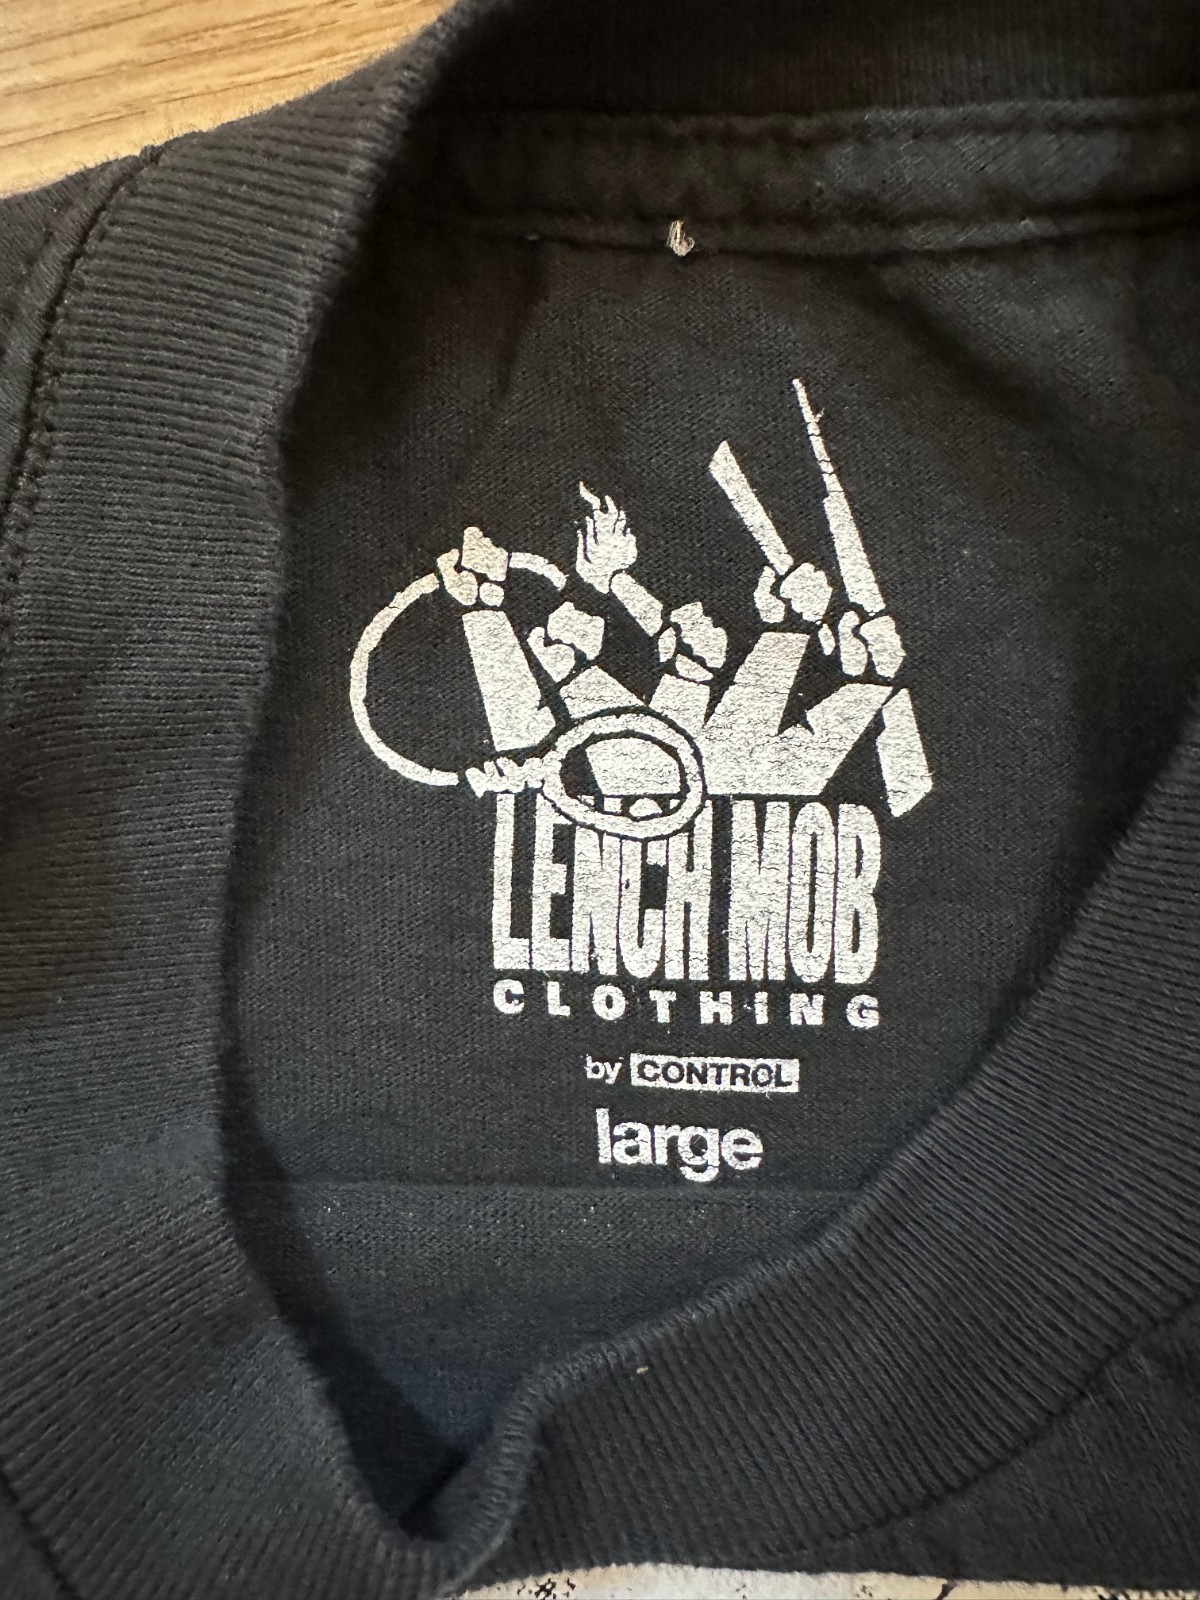 LENCH MOB
CLOTHING
by CONTROL
large